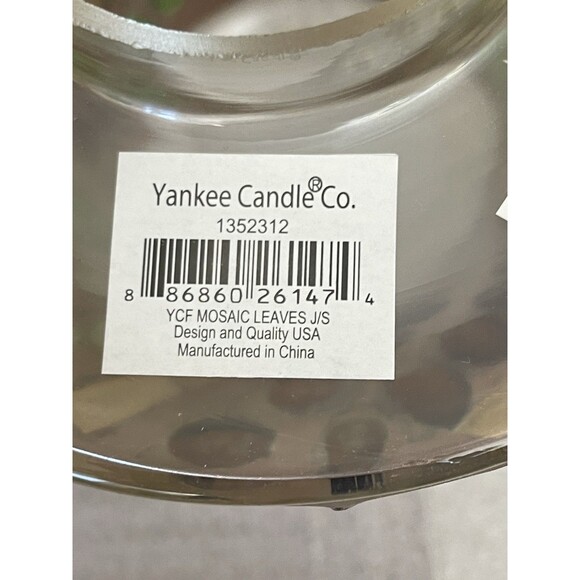 Yankee Candle® Co.
1352312
8 86860 26147 4
YCF MOSAIC LEAVES J/S
Design and Quality USA
Manufactured in China